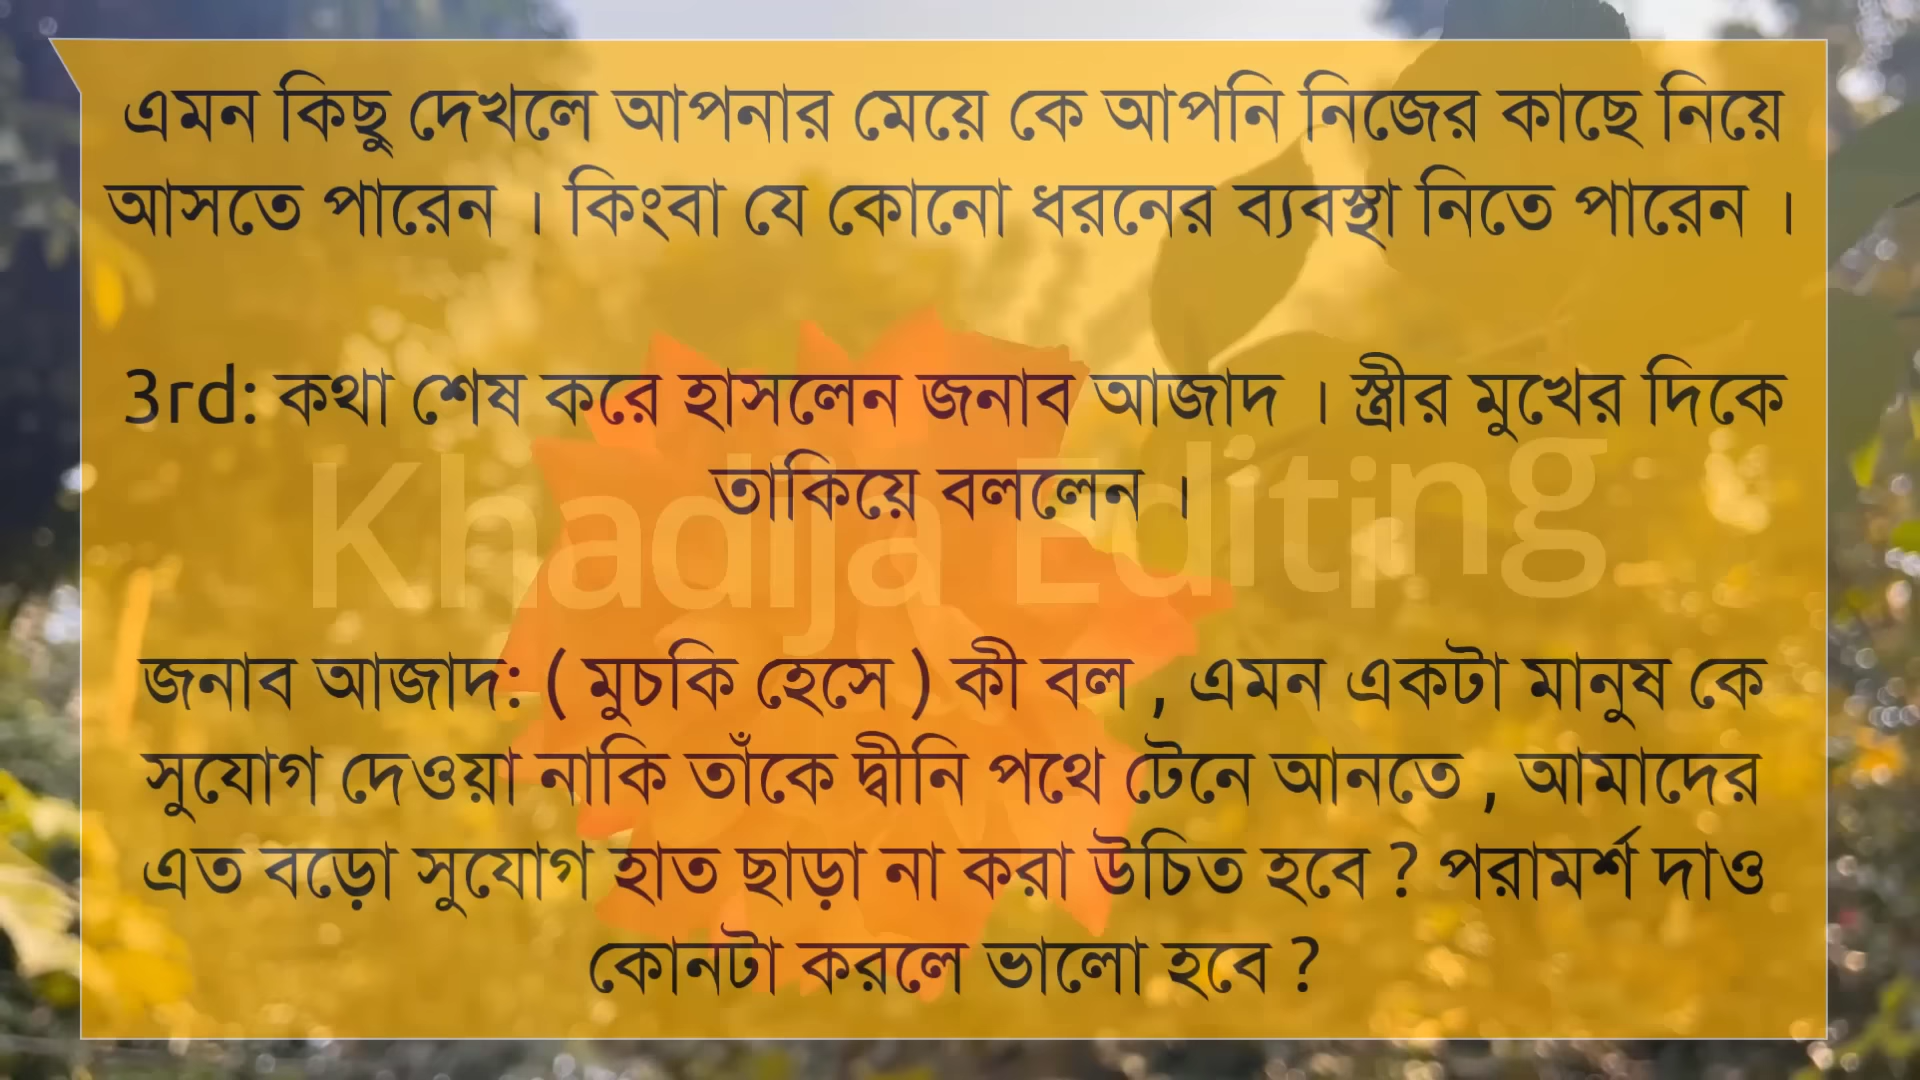 এমন কিছু দেখলে আপনার মেয়ে কে আপনি নিজের কাছে নিয়ে
আসতে পারেন । কিংবা যে কোনো ধরনের ব্যবস্থা নিতে পারেন ।
3rd: কথা শেষ করে হাসলেন জনাব আজাদ । স্ত্রীর মুখের দিকে
তাকিয়ে বললেন ।
Khadija Editing
জনাব আজাদ: ( মুচকি হেসে ) কী বল , এমন একটা মানুষ কে
সুযোগ দেওয়া নাকি তাঁকে দ্বীনি পথে টেনে আনতে , আমাদের
এত বড়ো সুযোগ হাত ছাড়া না করা উচিত হবে ? পরামর্শ দাও
কোনটা করলে ভালো হবে ?